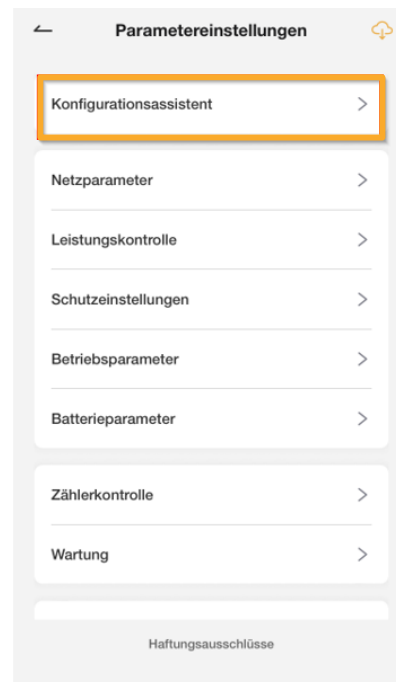 Parametereinstellungen
Konfigurationsassistent
Netzparameter
Leistungskontrolle
Schutzeinstellungen
Betriebsparameter
Batterieparameter
Zählerkontrolle
Wartung
Haftungsausschlüsse